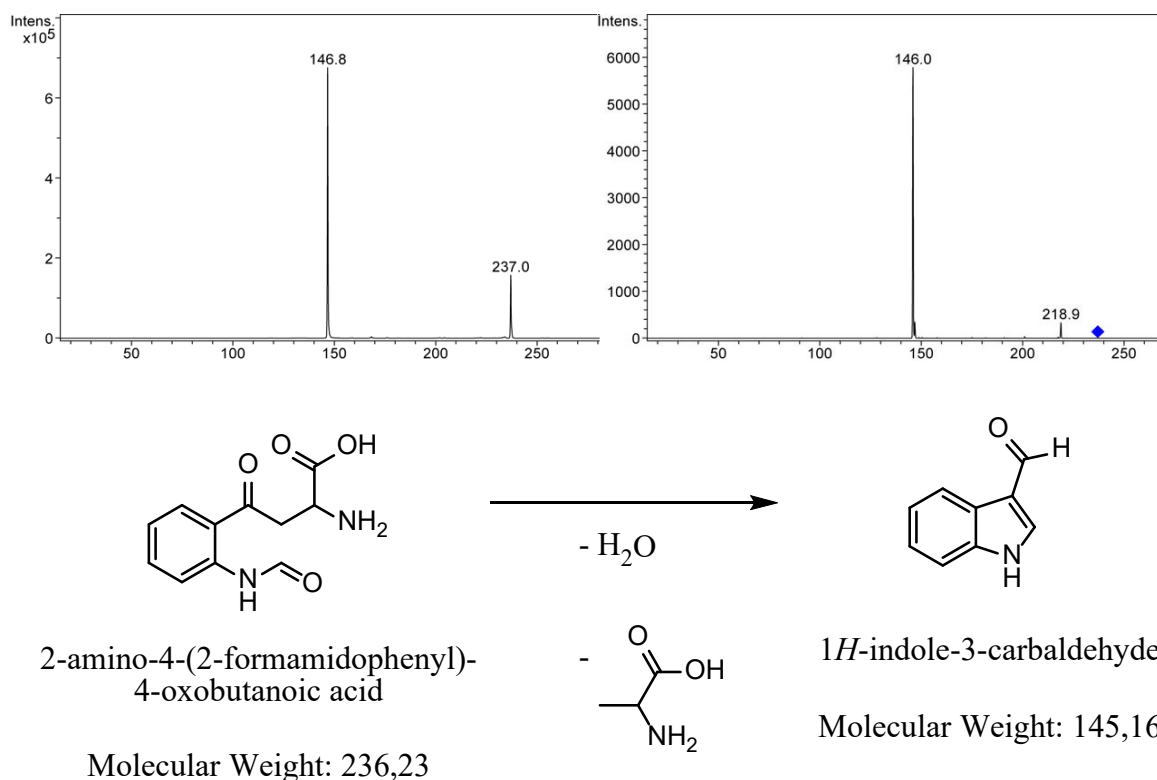 Intens.
x10⁵
146.8
6
4
2
237.0
0
50 100 150 200 250
Intens.
146.0
6000
5000
4000
3000
2000
1000
218.9
0
50 100 150 200 250
O OH
O
NH₂
N
H
O
- H₂O
O
H
N
H
2-amino-4-(2-formamidophenyl)-
4-oxobutanoic acid
-
O
OH
NH₂
1H-indole-3-carbaldehyde
Molecular Weight: 236,23
Molecular Weight: 145,16